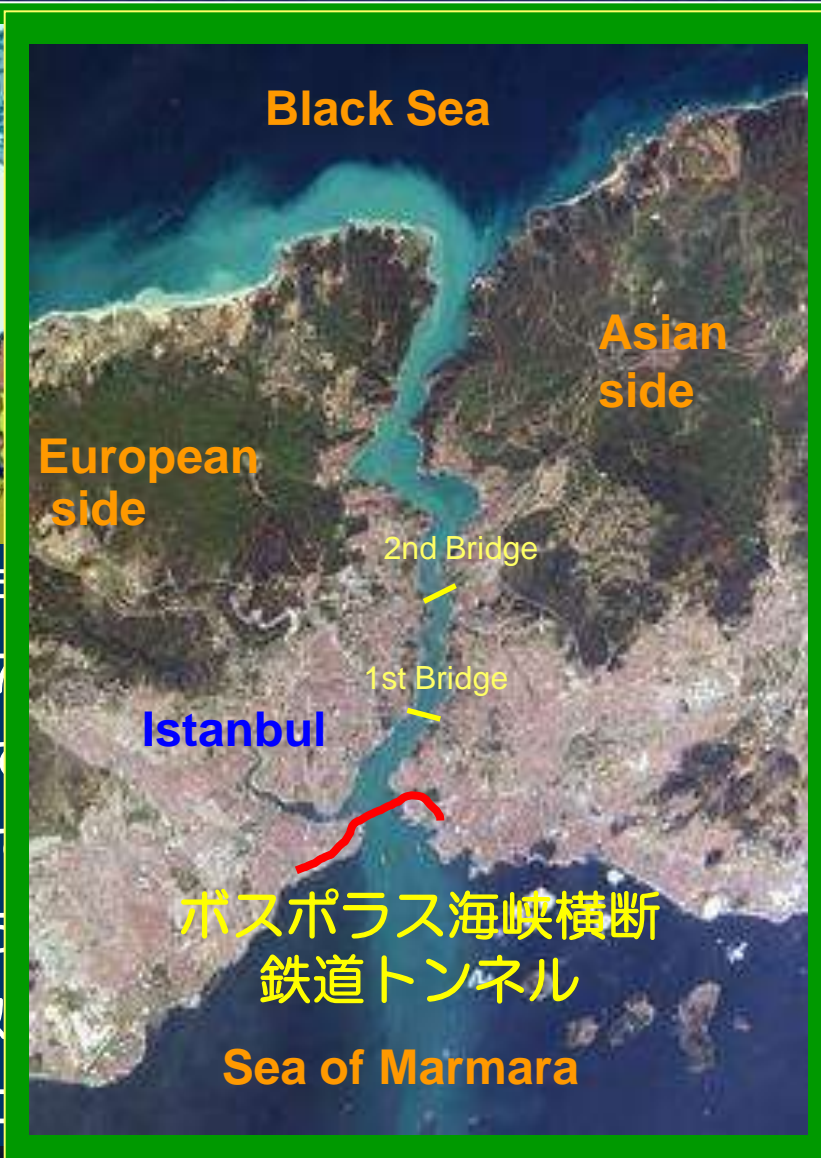 Black Sea
Asian
side
European
side
2nd Bridge
1st Bridge
Istanbul
ボスポラス海峡横断
鉄道トンネル
Sea of Marmara